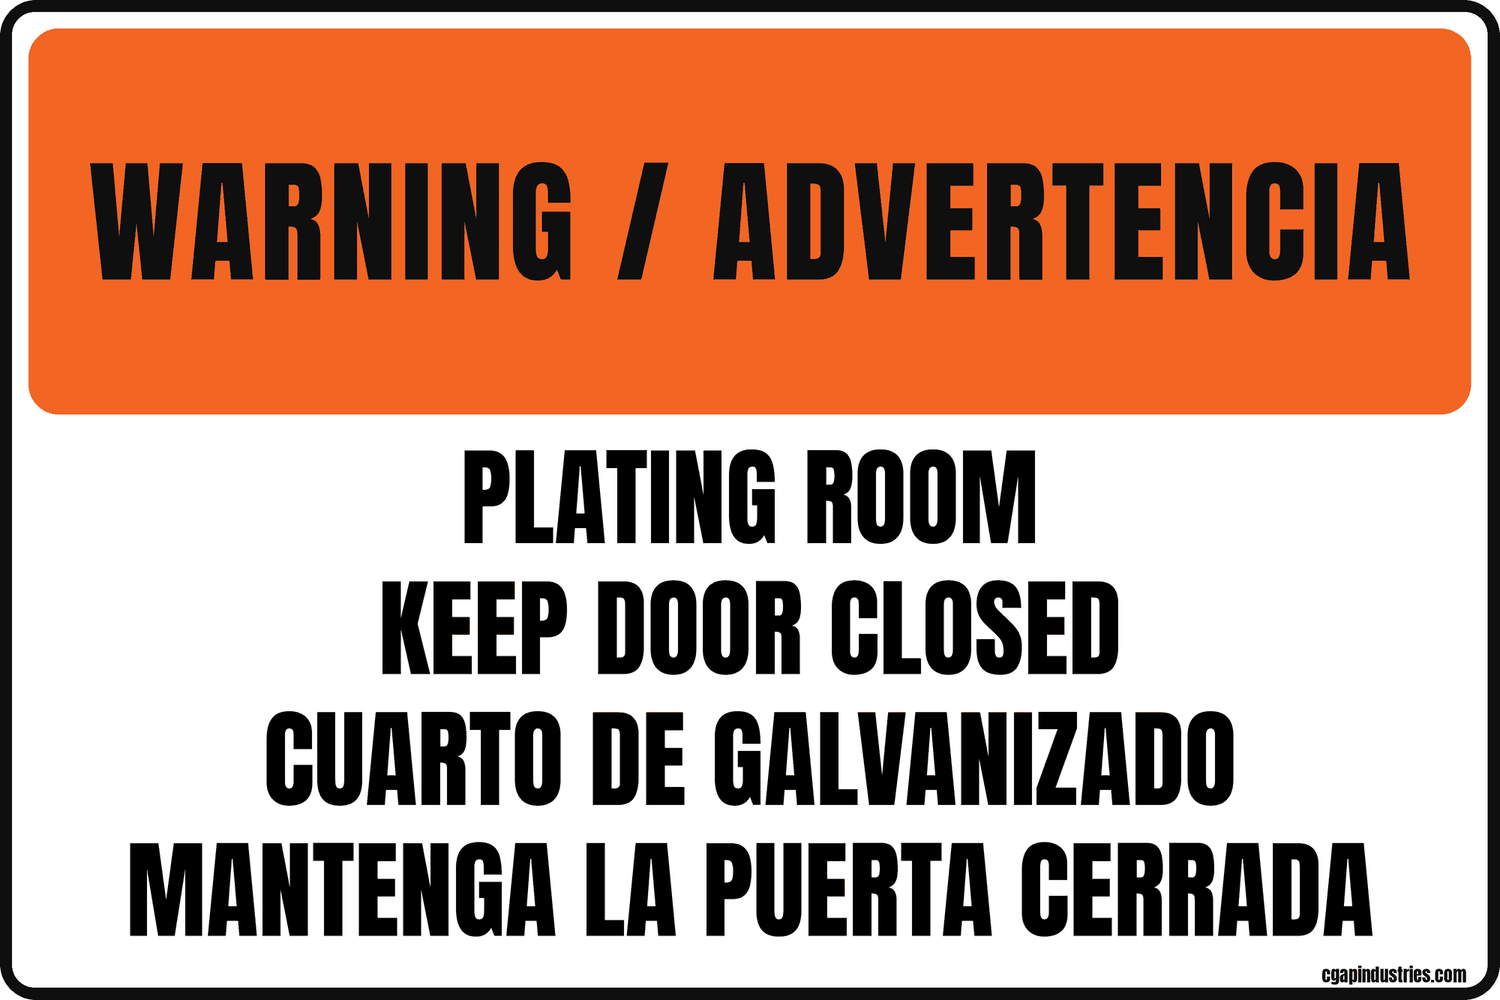 WARNING / ADVERTENCIA
PLATING ROOM
KEEP DOOR CLOSED
CUARTO DE GALVANIZADO
MANTENGA LA PUERTA CERRADA
cgapindustries.com